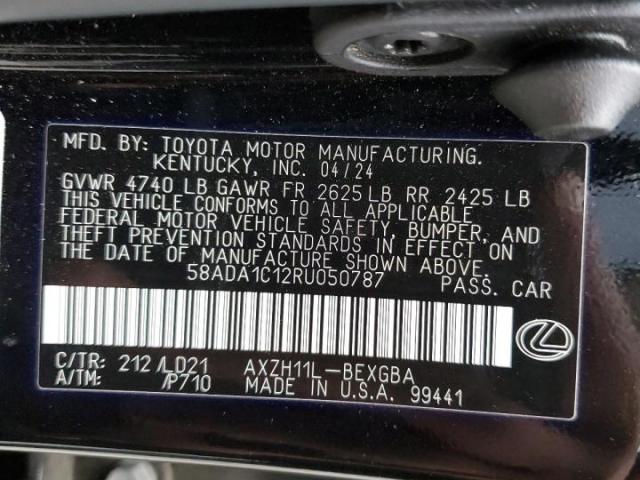 MFD. BY: TOYOTA MOTOR MANUFACTURING.
KENTUCKY, INC. 04/24
GVWR 4740 LB GAWR FR 2625 LB RR 2425 LB
THIS VEHICLE CONFORMS TO ALL APPLICABLE
FEDERAL MOTOR VEHICLE SAFETY, BUMPER, AND
THEFT PREVENTION STANDARDS IN EFFECT ON
THE DATE OF MANUFACTURE SHOWN ABOVE.
58ADA1C12RU050787 PASS. CAR
C/TR: 212 /LD21 AXZH11L-BEXGBA
A/TM: /P710 MADE IN U.S.A. 99441